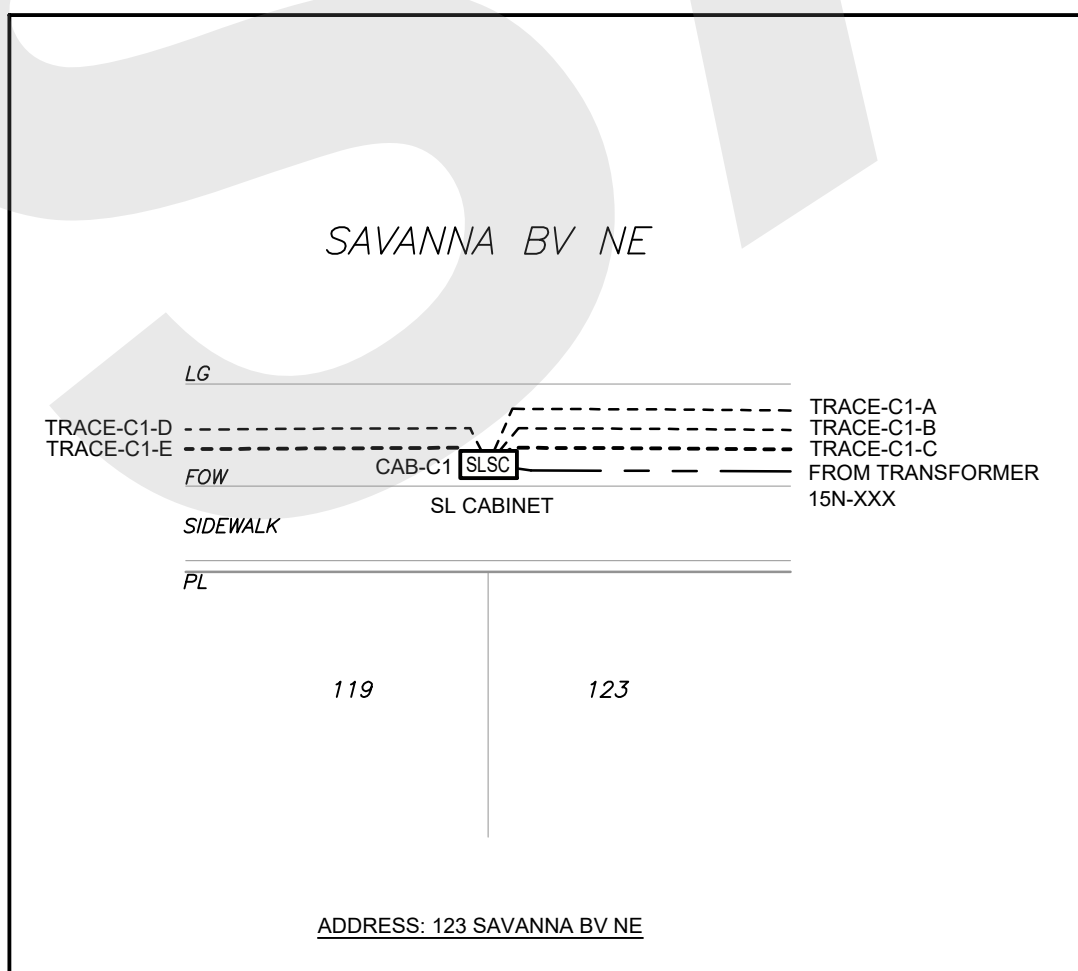 SAVANNA BV NE
LG
TRACE-C1-A
TRACE-C1-D
TRACE-C1-B
TRACE-C1-E
TRACE-C1-C
CAB-C1 SLSC
FROM TRANSFORMER
15N-XXX
FOW
SL CABINET
SIDEWALK
PL
119
123
ADDRESS: 123 SAVANNA BV NE